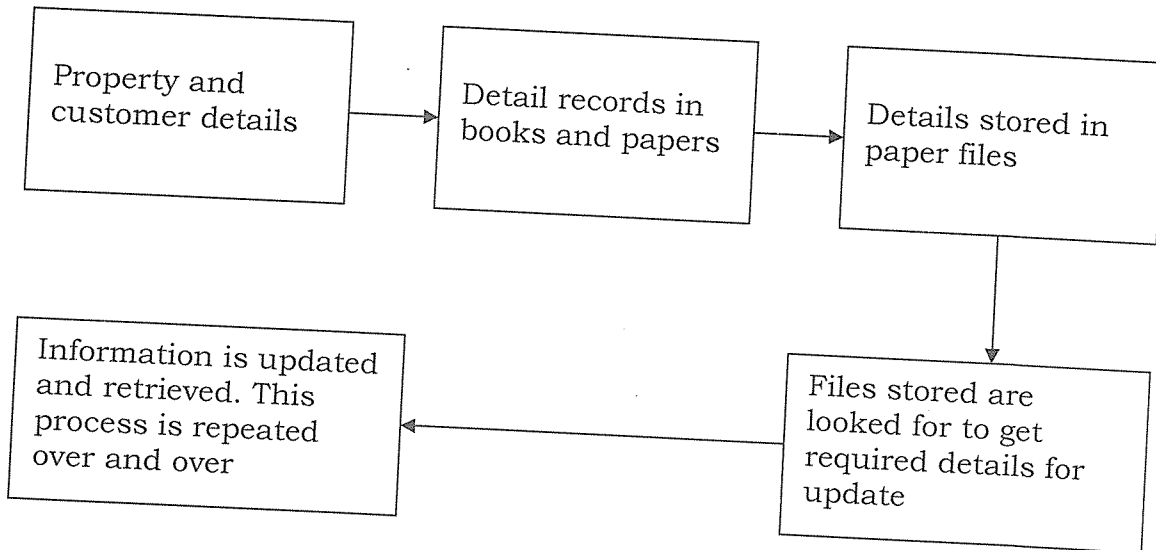 Property and
customer details
Detail records in
books and papers
Details stored in
paper files
Files stored are
looked for to get
required details for
update
Information is updated
and retrieved. This
process is repeated
over and over